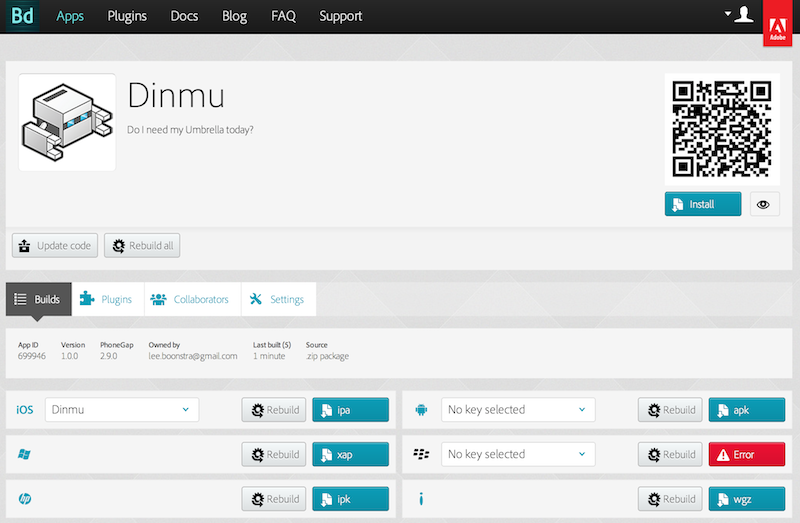 Bd Apps Plugins Docs Blog FAQ Support
Adobe
Dinmu
Do I need my Umbrella today?
Install
Update code Rebuild all
Builds Plugins Collaborators Settings
App ID Version PhoneGap Owned by Last built (5) Source
699946 1.0.0 2.9.0 lee.boonstra@gmail.com 1 minute .zip package
iOS Dinmu Rebuild ipa No key selected Rebuild apk
Rebuild xap No key selected Rebuild Error
hp Rebuild ipk Rebuild wgz